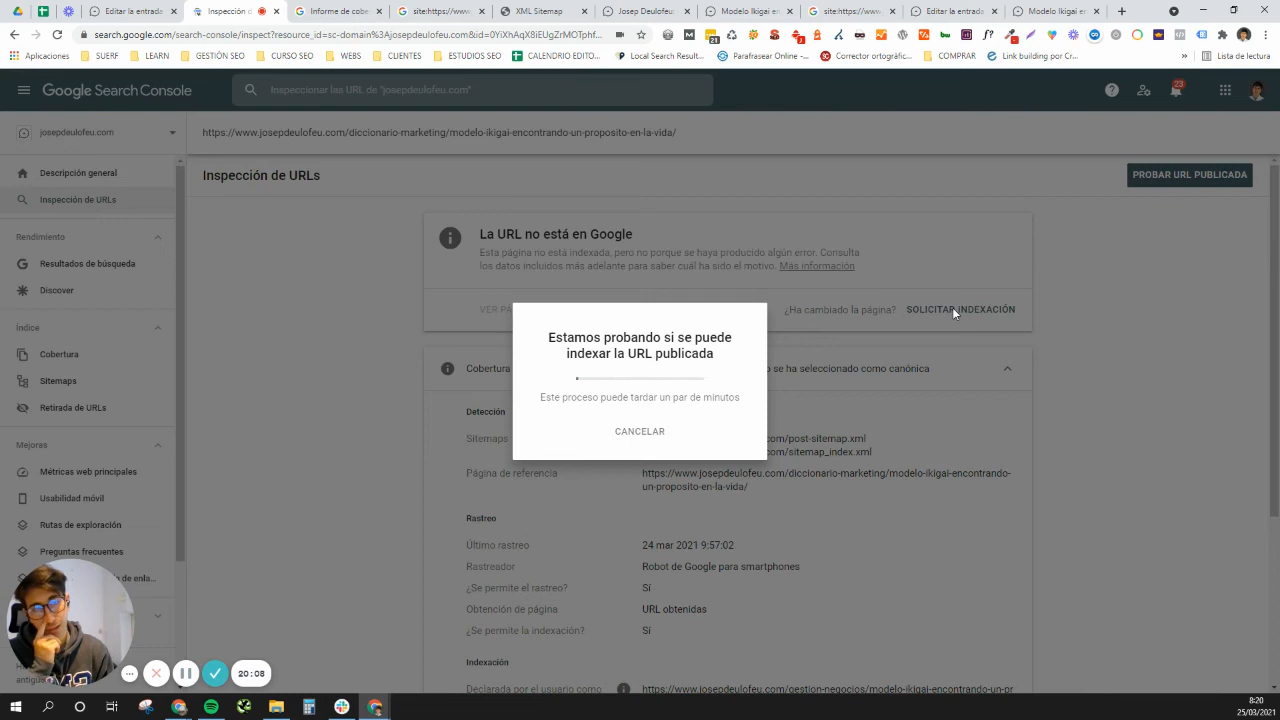 Editar la entrada
Inspección d
Informe de cobe
site:https://www.
XML Sitemap
Josep Deulofeu:
Modelo Ikigai en
site:https://www.
Editar la entrada
Modelo Ikigai er
search.google.com/search-console/inspect?resource_id=sc-domain%3Ajosepdeulofeu.com&id=0YiXhAqX8iEUgZrMOTphf...
Aplicaciones
SUERI
LEARN
GESTIÓN SEO
CURSO SEO
WEBS
CLIENTES
ESTUDIOS SEO
CALENDIO EDITO...
Local Search Result...
Parafrasear Online –...
Corrector ortográfic...
COMPRAR
Link building por Cr...
»
Lista de lectura
Google Search Console
Inspeccionar las URL de "josepdeulofeu.com"
23
josepdeulofeu.com
https://www.josepdeulofeu.com/diccionario-marketing/modelo-ikigai-encontrando-un-proposito-en-la-vida/
Descripción general
Inspección de URLs
Rendimiento
Resultados de búsqueda
Discover
Índice
Cobertura
Sitemaps
Retirada de URLs
Mejoras
Métricas web principales
Usabilidad móvil
Rutas de exploración
Preguntas frecuentes
de enla...
antigu
Inspección de URLs
PROBAR URL PUBLICADA
La URL no está en Google
Esta página no está indexada, pero no porque se haya producido algún error. Consulta
los datos incluidos más adelante para saber cuál ha sido el motivo. Más información
VER PÁ
¿Ha cambiado la página?
SOLICITAR INDEXACIÓN
Estamos probando si se puede
indexar la URL publicada
Este proceso puede tardar un par de minutos
CANCELAR
Cobertura
o se ha seleccionado como canónica
Detección
Sitemaps
com/post-sitemap.xml
com/sitemap_index.xml
Página de referencia
https://www.josepdeulofeu.com/diccionario-marketing/modelo-ikigai-encontrando-
un-proposito-en-la-vida/
Rastreo
Último rastreo
24 mar 2021 9:57:02
Rastreador
Robot de Google para smartphones
¿Se permite el rastreo?
Sí
Obtención de página
URL obtenidas
¿Se permite la indexación?
Sí
Indexación
Declarada por el usuario como
https://www.josepdeulofeu.com/gestion-negocios/modelo-ikigai-encontrando-un-pr
20:08
8:20
25/03/2021